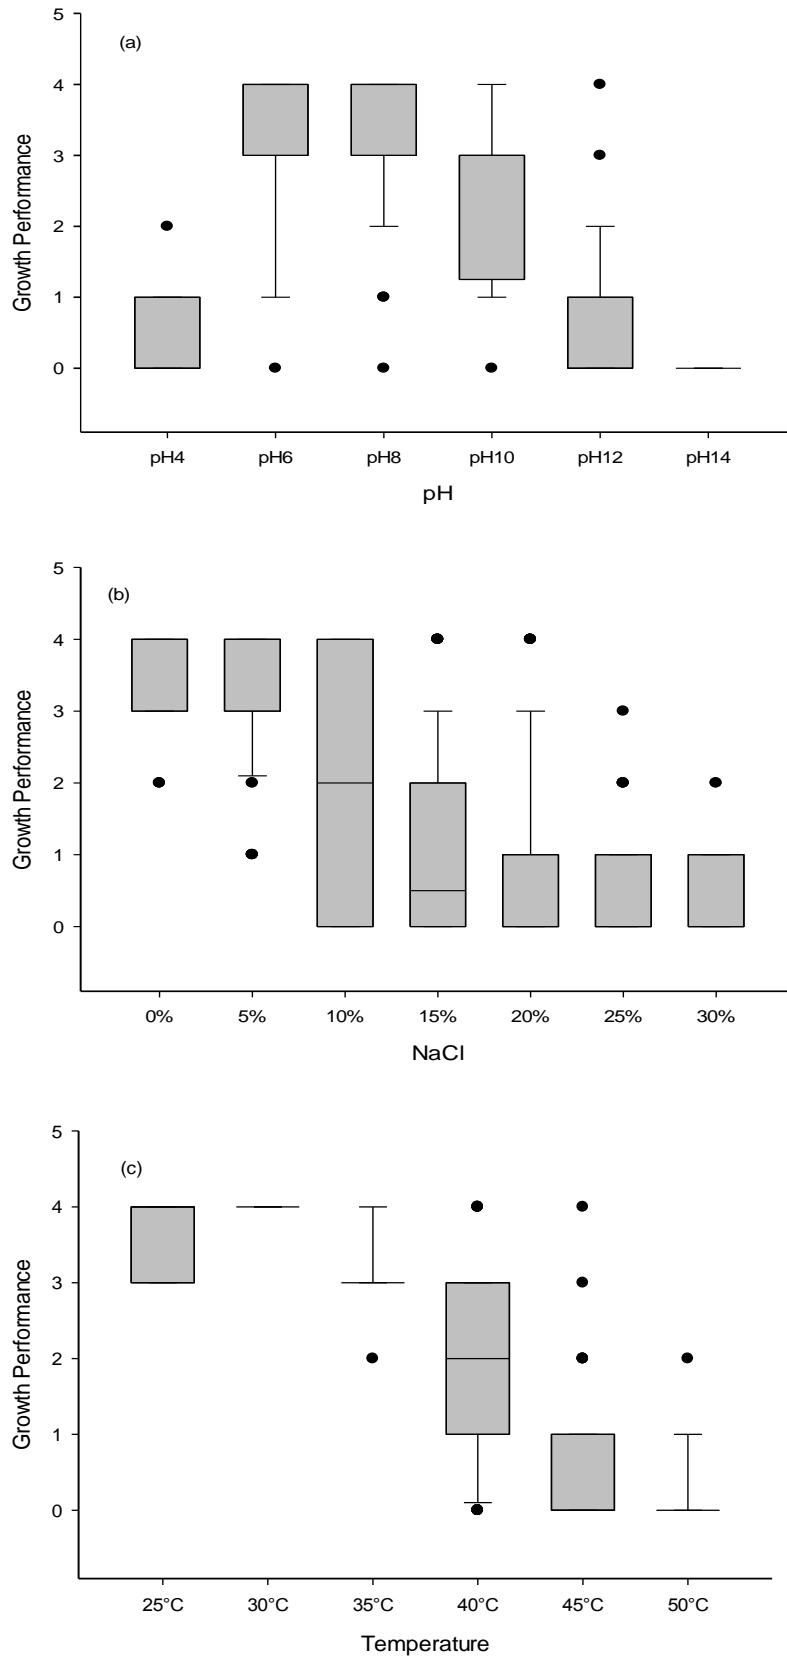 (a)
5
4
3
2
1
0
Growth Performance
pH4 pH6 pH8 pH10 pH12 pH14
pH
(b)
5
4
3
2
1
0
Growth Performance
0% 5% 10% 15% 20% 25% 30%
NaCl
(c)
5
4
3
2
1
0
Growth Performance
25°C 30°C 35°C 40°C 45°C 50°C
Temperature